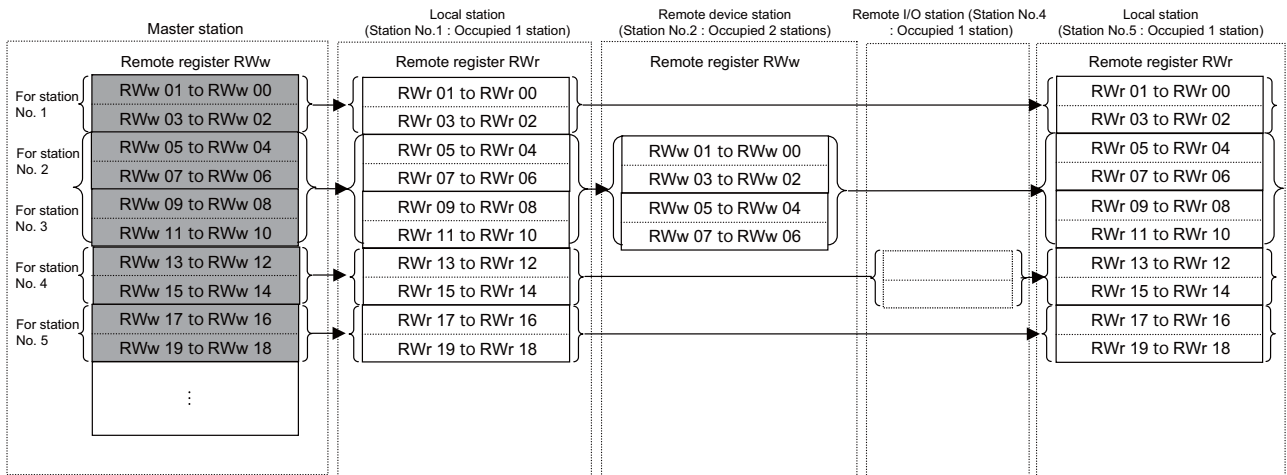 Master station
Local station
(Station No.1 : Occupied 1 station)
Remote device station
(Station No.2 : Occupied 2 stations)
Remote I/O station (Station No.4
: Occupied 1 station)
Local station
(Station No.5 : Occupied 1 station)
Remote register RWw
For station
No. 1
RWw 01 to RWw 00
RWw 03 to RWw 02
For station
No. 2
RWw 05 to RWw 04
RWw 07 to RWw 06
For station
No. 3
RWw 09 to RWw 08
RWw 11 to RWw 10
For station
No. 4
RWw 13 to RWw 12
RWw 15 to RWw 14
For station
No. 5
RWw 17 to RWw 16
RWw 19 to RWw 18
⋮
Remote register RWr
RWr 01 to RWr 00
RWr 03 to RWr 02
RWr 05 to RWr 04
RWr 07 to RWr 06
RWr 09 to RWr 08
RWr 11 to RWr 10
RWr 13 to RWr 12
RWr 15 to RWr 14
RWr 17 to RWr 16
RWr 19 to RWr 18
Remote register RWw
RWw 01 to RWw 00
RWw 03 to RWw 02
RWw 05 to RWw 04
RWw 07 to RWw 06
Remote register RWr
RWr 01 to RWr 00
RWr 03 to RWr 02
RWr 05 to RWr 04
RWr 07 to RWr 06
RWr 09 to RWr 08
RWr 11 to RWr 10
RWr 13 to RWr 12
RWr 15 to RWr 14
RWr 17 to RWr 16
RWr 19 to RWr 18